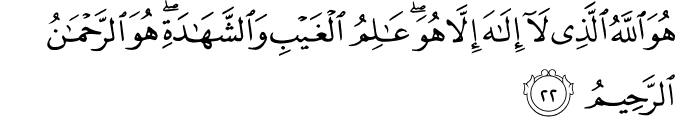 هُوَ ٱللَّهُ ٱلَّذِى لَآ إِلَـٰهَ إِلَّا هُوَ ۖ عَـٰلِمُ ٱلْغَيْبِ وَٱلشَّهَـٰدَةِ ۖ هُوَ ٱلرَّحْمَـٰنُ
ٱلرَّحِيمُ ٢٢